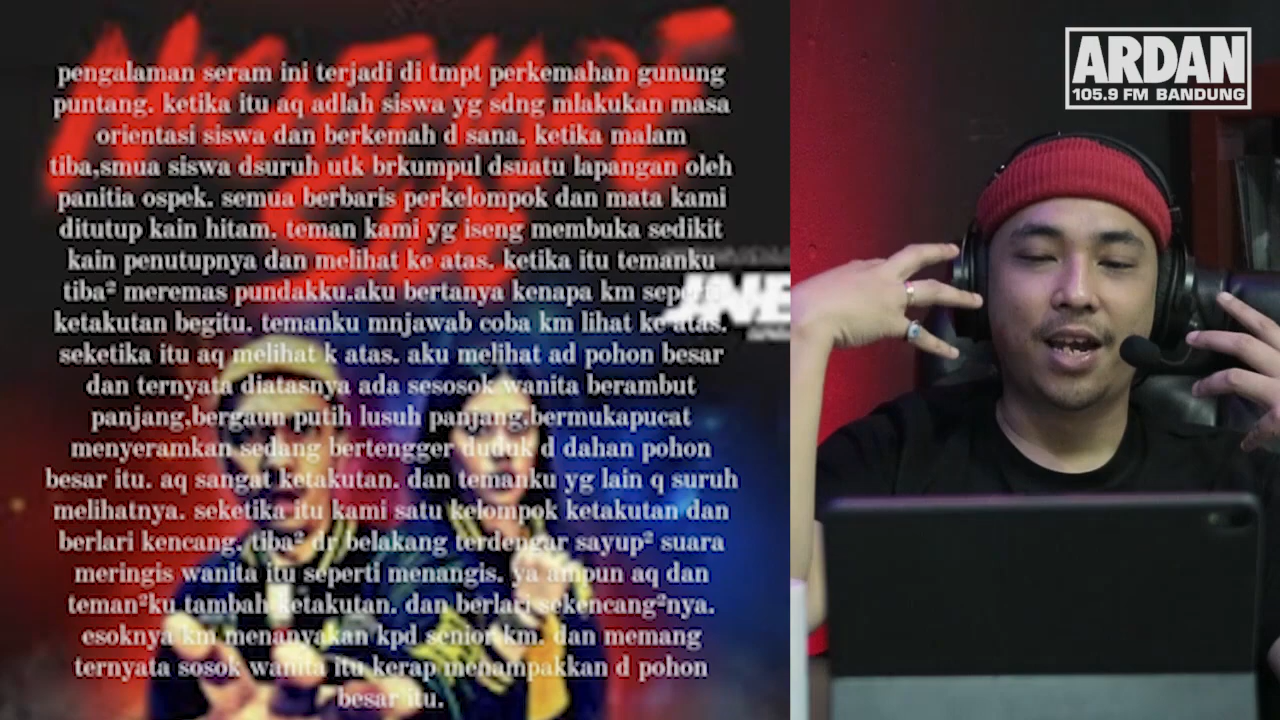 pengalaman seram ini terjadi di tmpt perkemahan gunung
puntang. ketika itu aq adlah siswa yg sdng mlakukan masa
orientasi siswa dan berkemah d sana. ketika malam
tiba,smua siswa dsuruh utk brkumpul dsuatu lapangan oleh
panitia ospek. semua berbaris perkelompok dan mata kami
ditutup kain hitam. teman kami yg iseng membuka sedikit
kain penutupnya dan melihat ke atas. ketika itu temanku
tiba² meremas pundakku.aku bertanya kenapa km seperti
ketakutan begitu. temanku mnjawab coba km lihat ke atas.
seketika itu aq melihat k atas. aku melihat ad pohon besar
dan ternyata diatasnya ada sesosok wanita berambut
panjang,bergaun putih lusuh panjang,bermukapucat
menyeramkan sedang bertengger duduk d dahan pohon
besar itu. aq sangat ketakutan. dan temanku yg lain q suruh
melihatnya. seketika itu kami satu kelompok ketakutan dan
berlari kencang. tiba² dr belakang terdengar sayup² suara
meringis wanita itu seperti menangis. ya ampun aq dan
teman²ku tambah ketakutan. dan berlari sekencang²nya.
esoknya km menanyakan kpd senior km. dan memang
ternyata sosok wanita itu kerap menampakkan d pohon
besar itu.
ARDAN
105.9 FM BANDUNG